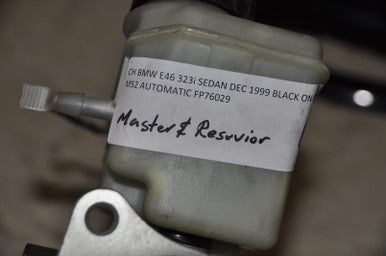 CH BMW E46 323i SEDAN DEC 1999 BLACK ON
M52 AUTOMATIC FP76029
Master & Resuvior